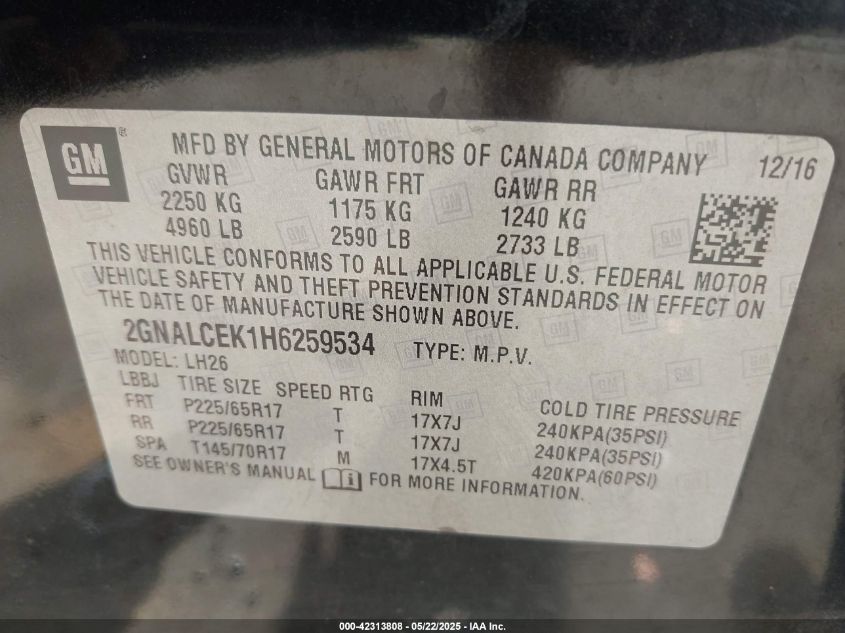 GM
MFD BY GENERAL MOTORS OF CANADA COMPANY 12/16
GVWR GAWR FRT GAWR RR
2250 KG 1175 KG 1240 KG
4960 LB 2590 LB 2733 LB
THIS VEHICLE CONFORMS TO ALL APPLICABLE U.S. FEDERAL MOTOR
VEHICLE SAFETY AND THEFT PREVENTION STANDARDS IN EFFECT ON
THE DATE OF MANUFACTURE SHOWN ABOVE.
2GNALCEK1H6259534 TYPE: M.P.V.
MODEL: LH26
LBBJ TIRE SIZE SPEED RTG RIM COLD TIRE PRESSURE
FRT P225/65R17 T 17X7J 240KPA(35PSI)
RR P225/65R17 T 17X7J 240KPA(35PSI)
SPA T145/70R17 M 17X4.5T 420KPA(60PSI)
SEE OWNER'S MANUAL FOR MORE INFORMATION.
000-42313808 - 05/22/2025 - IAA Inc.